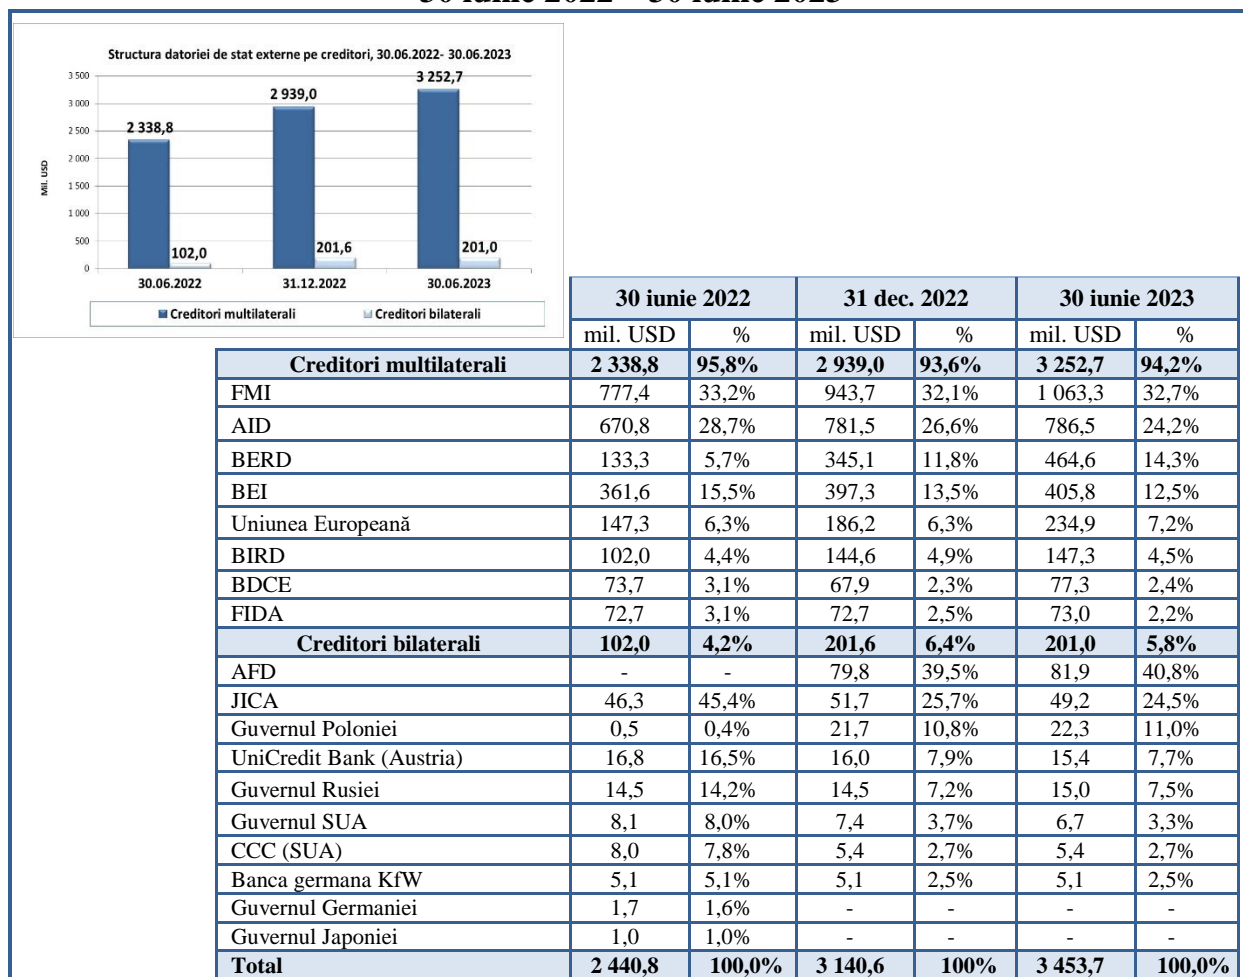 30 iunie 2022 – 30 iunie 2023
Structura datoriei de stat externe pe creditori, 30.06.2022- 30.06.2023
Mil. USD
3 500
3 000
2 500
2 000
1 500
1 000
500
0
2 338,8
102,0
2 939,0
201,6
3 252,7
201,0
30.06.2022 31.12.2022 30.06.2023
Creditori multilaterali Creditori bilaterali
30 iunie 2022 31 dec. 2022 30 iunie 2023
mil. USD % mil. USD % mil. USD %
Creditori multilaterali 2 338,8 95,8% 2 939,0 93,6% 3 252,7 94,2%
FMI 777,4 33,2% 943,7 32,1% 1 063,3 32,7%
AID 670,8 28,7% 781,5 26,6% 786,5 24,2%
BERD 133,3 5,7% 345,1 11,8% 464,6 14,3%
BEI 361,6 15,5% 397,3 13,5% 405,8 12,5%
Uniunea Europeană 147,3 6,3% 186,2 6,3% 234,9 7,2%
BIRD 102,0 4,4% 144,6 4,9% 147,3 4,5%
BDCE 73,7 3,1% 67,9 2,3% 77,3 2,4%
FIDA 72,7 3,1% 72,7 2,5% 73,0 2,2%
Creditori bilaterali 102,0 4,2% 201,6 6,4% 201,0 5,8%
AFD - - 79,8 39,5% 81,9 40,8%
JICA 46,3 45,4% 51,7 25,7% 49,2 24,5%
Guvernul Poloniei 0,5 0,4% 21,7 10,8% 22,3 11,0%
UniCredit Bank (Austria) 16,8 16,5% 16,0 7,9% 15,4 7,7%
Guvernul Rusiei 14,5 14,2% 14,5 7,2% 15,0 7,5%
Guvernul SUA 8,1 8,0% 7,4 3,7% 6,7 3,3%
CCC (SUA) 8,0 7,8% 5,4 2,7% 5,4 2,7%
Banca germana KfW 5,1 5,1% 5,1 2,5% 5,1 2,5%
Guvernul Germaniei 1,7 1,6% - - - -
Guvernul Japoniei 1,0 1,0% - - - -
Total 2 440,8 100,0% 3 140,6 100% 3 453,7 100,0%